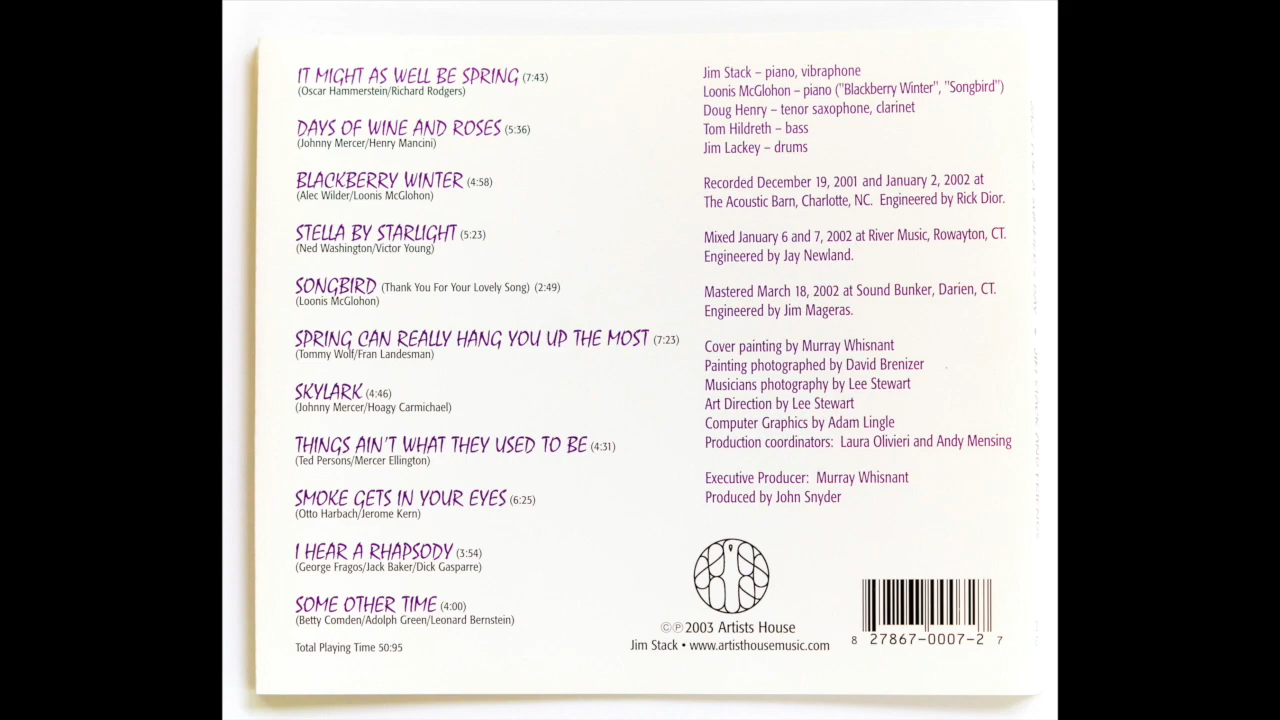 IT MIGHT AS WELL BE SPRING (7:43)
(Oscar Hammerstein/Richard Rodgers)
DAYS OF WINE AND ROSES (5:36)
(Johnny Mercer/Henry Mancini)
BLACKBERRY WINTER (4:58)
(Alec Wilder/Loonis McGlohon)
STELLA BY STARLIGHT (5:23)
(Ned Washington/Victor Young)
SONGBIRD (Thank You For Your Lovely Song) (2:49)
(Loonis McGlohon)
SPRING CAN REALLY HANG YOU UP THE MOST (7:23)
(Tommy Wolf/Fran Landesman)
SKYLARK (4:46)
(Johnny Mercer/Hoagy Carmichael)
THINGS AIN'T WHAT THEY USED TO BE (4:31)
(Ted Persons/Mercer Ellington)
SMOKE GETS IN YOUR EYES (6:25)
(Otto Harbach/Jerome Kern)
I HEAR A RHAPSODY (3:54)
(George Fragos/Jack Baker/Dick Gasparre)
SOME OTHER TIME (4:00)
(Betty Comden/Adolph Green/Leonard Bernstein)
Total Playing Time 50:95
Jim Stack – piano, vibraphone
Loonis McGlohon – piano ("Blackberry Winter", "Songbird")
Doug Henry – tenor saxophone, clarinet
Tom Hildreth – bass
Jim Lackey – drums
Recorded December 19, 2001 and January 2, 2002 at
The Acoustic Barn, Charlotte, NC. Engineered by Rick Dior.
Mixed January 6 and 7, 2002 at River Music, Rowayton, CT.
Engineered by Jay Newland.
Mastered March 18, 2002 at Sound Bunker, Darien, CT.
Engineered by Jim Mageras.
Cover painting by Murray Whisnant
Painting photographed by David Brenizer
Musicians photography by Lee Stewart
Art Direction by Lee Stewart
Computer Graphics by Adam Lingle
Production coordinators: Laura Olivieri and Andy Mensing
Executive Producer: Murray Whisnant
Produced by John Snyder
©℗2003 Artists House
Jim Stack • www.artisthousemusic.com
8 27867-0007-2 7